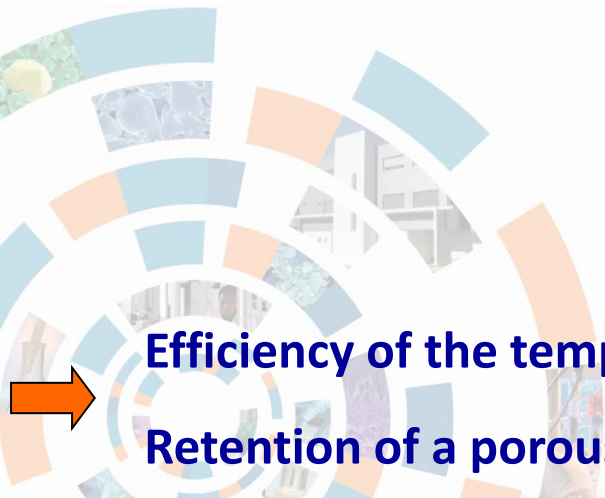 Efficiency of the temp
Retention of a porou